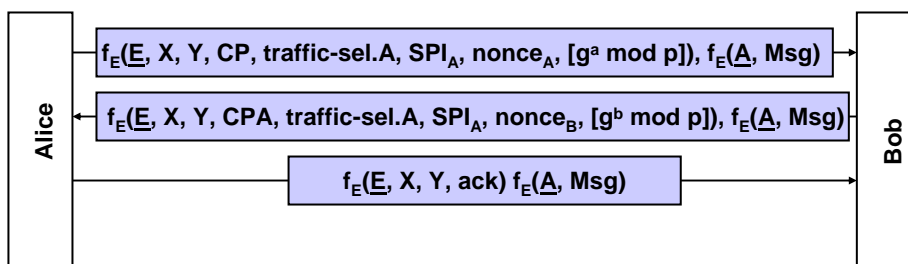 f_E(E, X, Y, CP, traffic-sel.A, SPI_A, nonce_A, [g^a mod p]), f_E(A, Msg)
f_E(E, X, Y, CPA, traffic-sel.A, SPI_A, nonce_B, [g^b mod p]), f_E(A, Msg)
f_E(E, X, Y, ack) f_E(A, Msg)
Alice
Bob